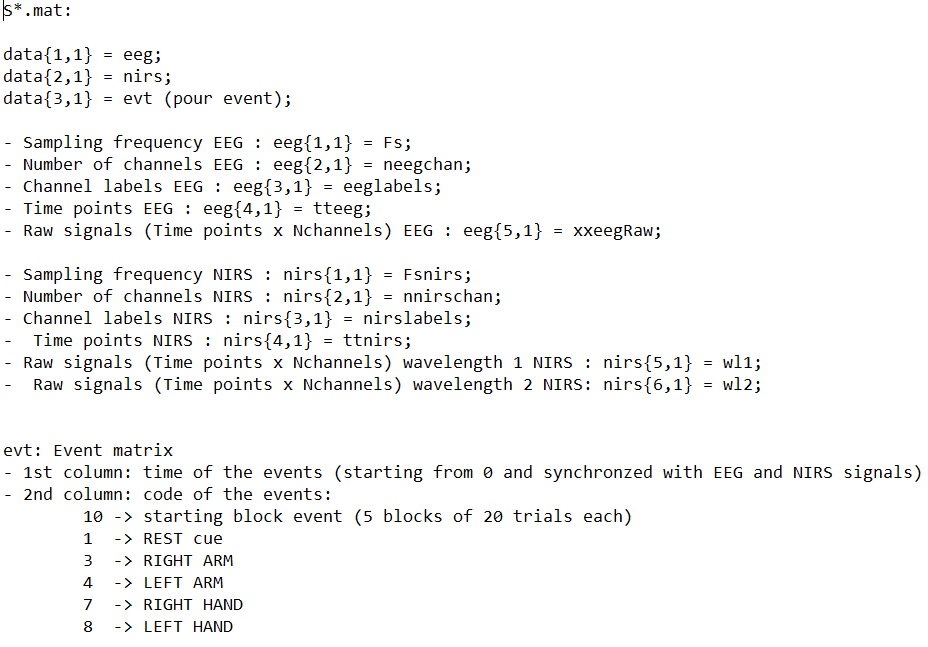 S*.mat:
data{1,1} = eeg;
data{2,1} = nirs;
data{3,1} = evt (pour event);
- Sampling frequency EEG : eeg{1,1} = Fs;
- Number of channels EEG : eeg{2,1} = neegchan;
- Channel labels EEG : eeg{3,1} = eeglabels;
- Time points EEG : eeg{4,1} = tteeg;
- Raw signals (Time points x Nchannels) EEG : eeg{5,1} = xxeegRaw;
- Sampling frequency NIRS : nirs{1,1} = Fsnirs;
- Number of channels NIRS : nirs{2,1} = nnirschan;
- Channel labels NIRS : nirs{3,1} = nirslabels;
-  Time points NIRS : nirs{4,1} = ttnirs;
- Raw signals (Time points x Nchannels) wavelength 1 NIRS : nirs{5,1} = wl1;
-  Raw signals (Time points x Nchannels) wavelength 2 NIRS: nirs{6,1} = wl2;
evt: Event matrix
- 1st column: time of the events (starting from 0 and synchronzed with EEG and NIRS signals)
- 2nd column: code of the events:
10 -> starting block event (5 blocks of 20 trials each)
1  -> REST cue
3  -> RIGHT ARM
4  -> LEFT ARM
7  -> RIGHT HAND
8  -> LEFT HAND